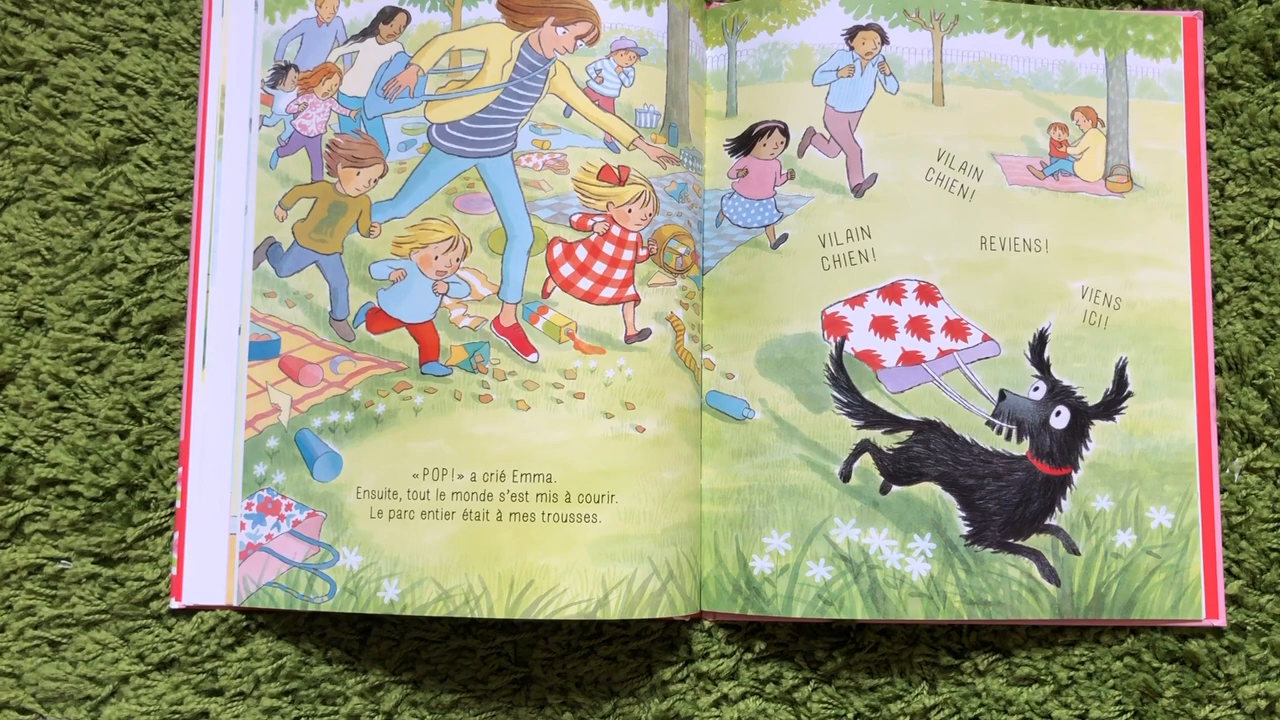 «POP!» a crié Emma.
Ensuite, tout le monde s'est mis à courir.
Le parc entier était à mes trousses.
VILAIN
CHIEN!
VILAIN
CHIEN!
REVIENS!
VIENS
ICI!